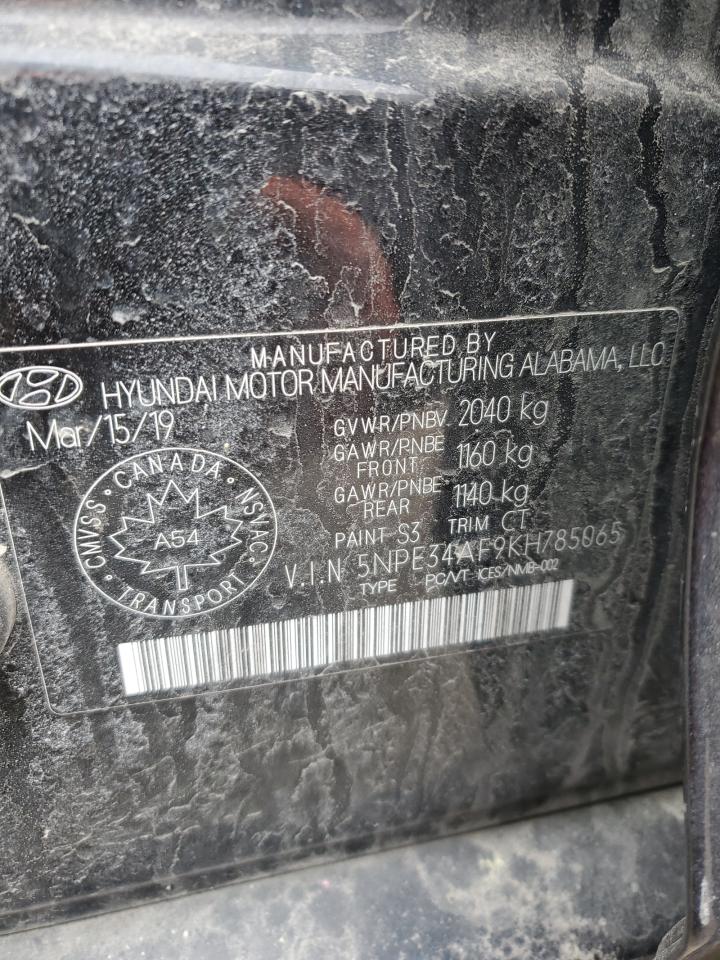 MANUFACTURED BY
HYUNDAI MOTOR MANUFACTURING ALABAMA, LLC
Mar/15/19
GVWR/PNBV 2040 kg
GAWR/PNBE FRONT 1160 kg
GAWR/PNBE REAR 1140 kg
PAINT S3 TRIM CT
V.I.N 5NPE34AF9KH785065
TYPE PC/VT ICES/NMB-002
CMVSS · CANADA · NSVAC · TRANSPORT
A54